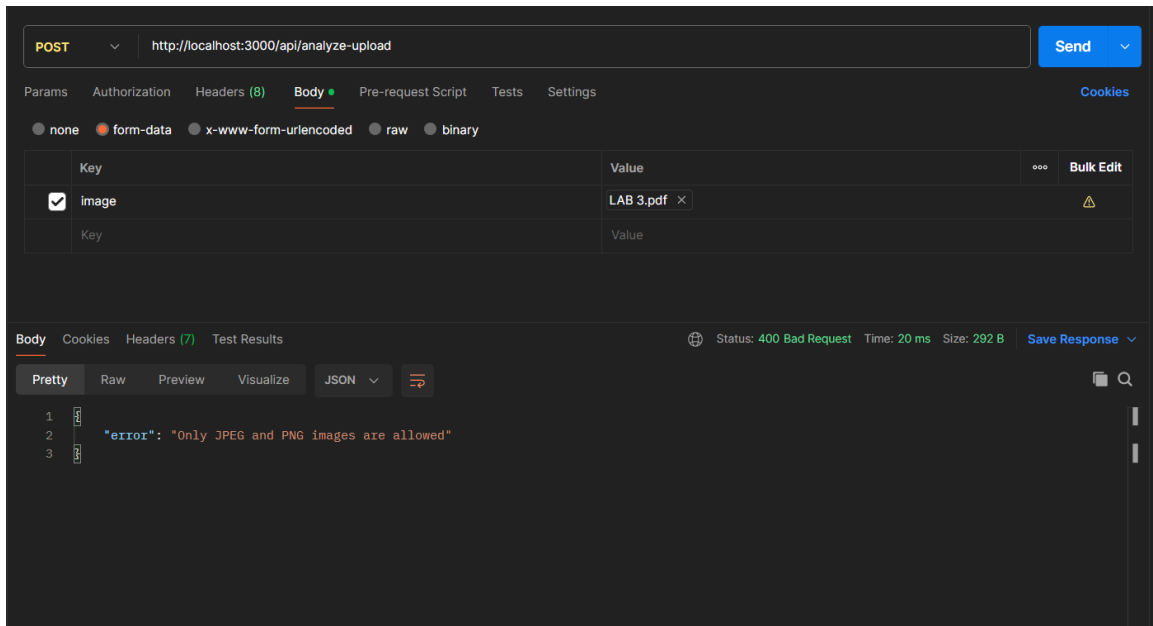 POST http://localhost:3000/api/analyze-upload Send
Params Authorization Headers (8) Body Pre-request Script Tests Settings Cookies
none form-data x-www-form-urlencoded raw binary
Key Value Bulk Edit
image LAB 3.pdf
Key Value
Body Cookies Headers (7) Test Results Status: 400 Bad Request Time: 20 ms Size: 292 B Save Response
Pretty Raw Preview Visualize JSON
1 {
2 "error": "Only JPEG and PNG images are allowed"
3 }